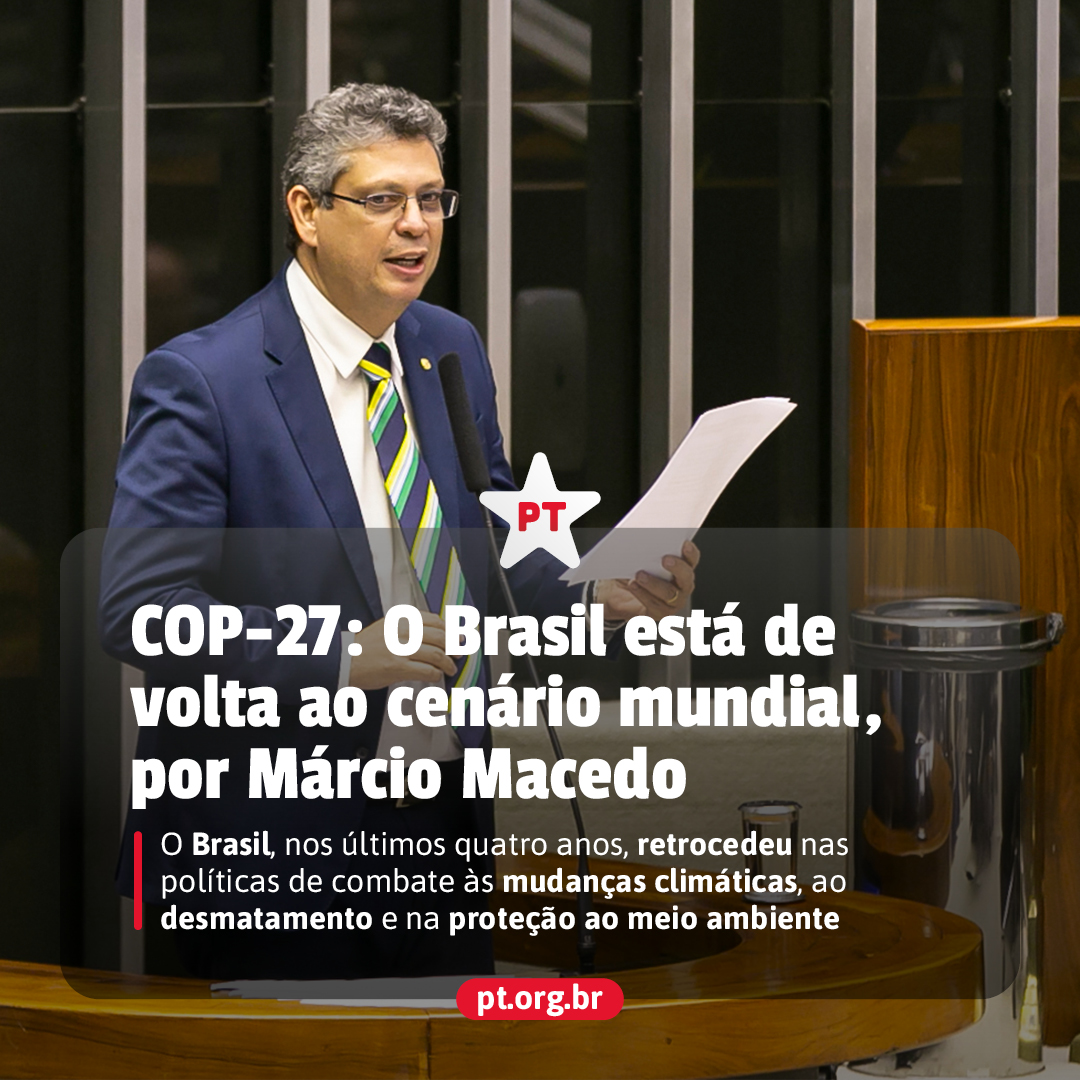 PT
COP-27: O Brasil está de
volta ao cenário mundial,
por Márcio Macedo
O Brasil, nos últimos quatro anos, retrocedeu nas
políticas de combate às mudanças climáticas, ao
desmatamento e na proteção ao meio ambiente
pt.org.br